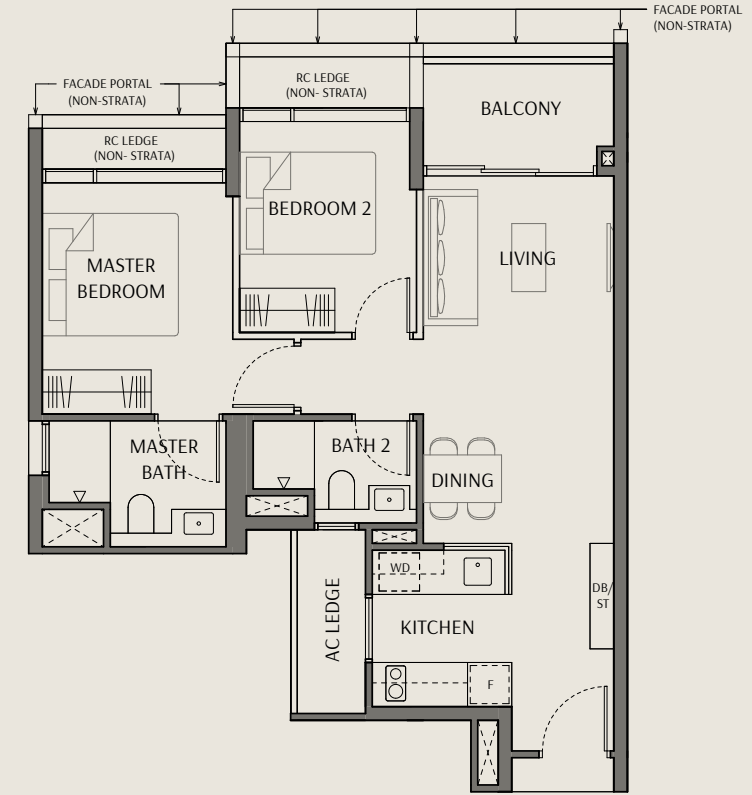 FACADE PORTAL
(NON-STRATA)
FACADE PORTAL
(NON-STRATA)
RC LEDGE
(NON- STRATA)
BALCONY
RC LEDGE
(NON- STRATA)
BEDROOM 2
MASTER
BEDROOM
LIVING
MASTER
BATH
BATH 2
DINING
WD
DB/
ST
AC LEDGE
KITCHEN
F